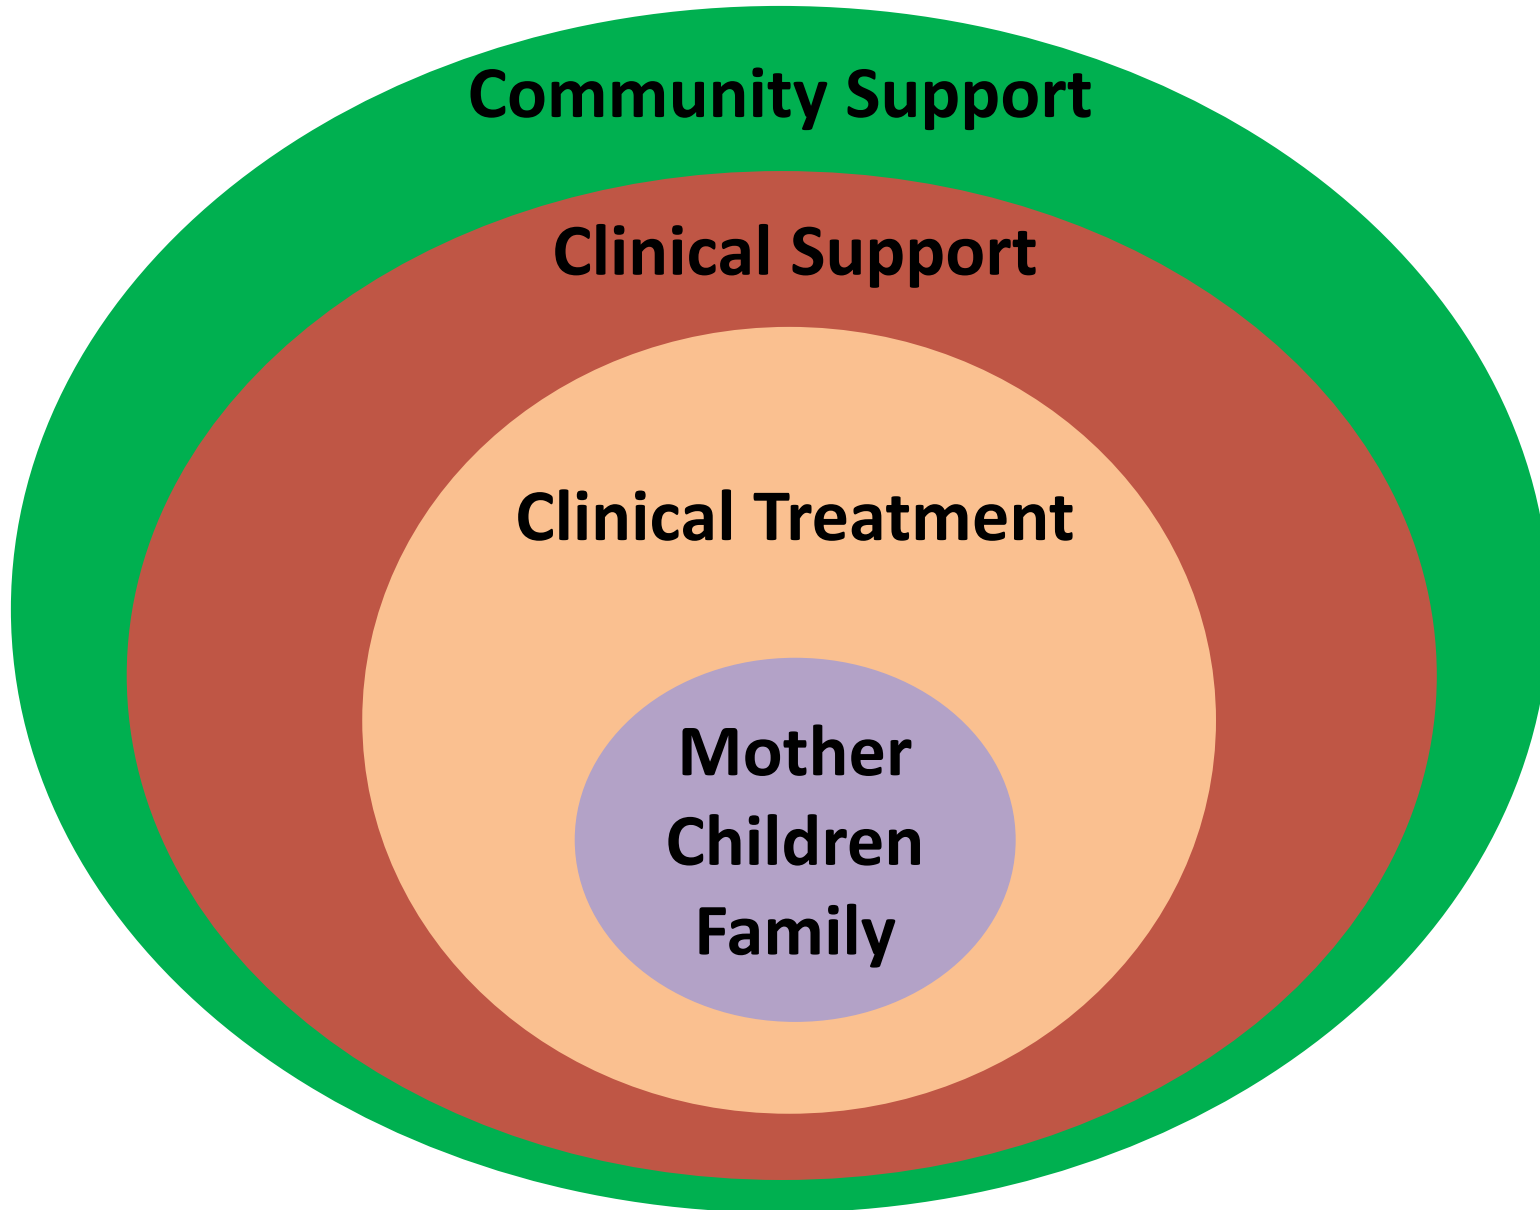 Community Support
Clinical Support
Clinical Treatment
Mother
Children
Family